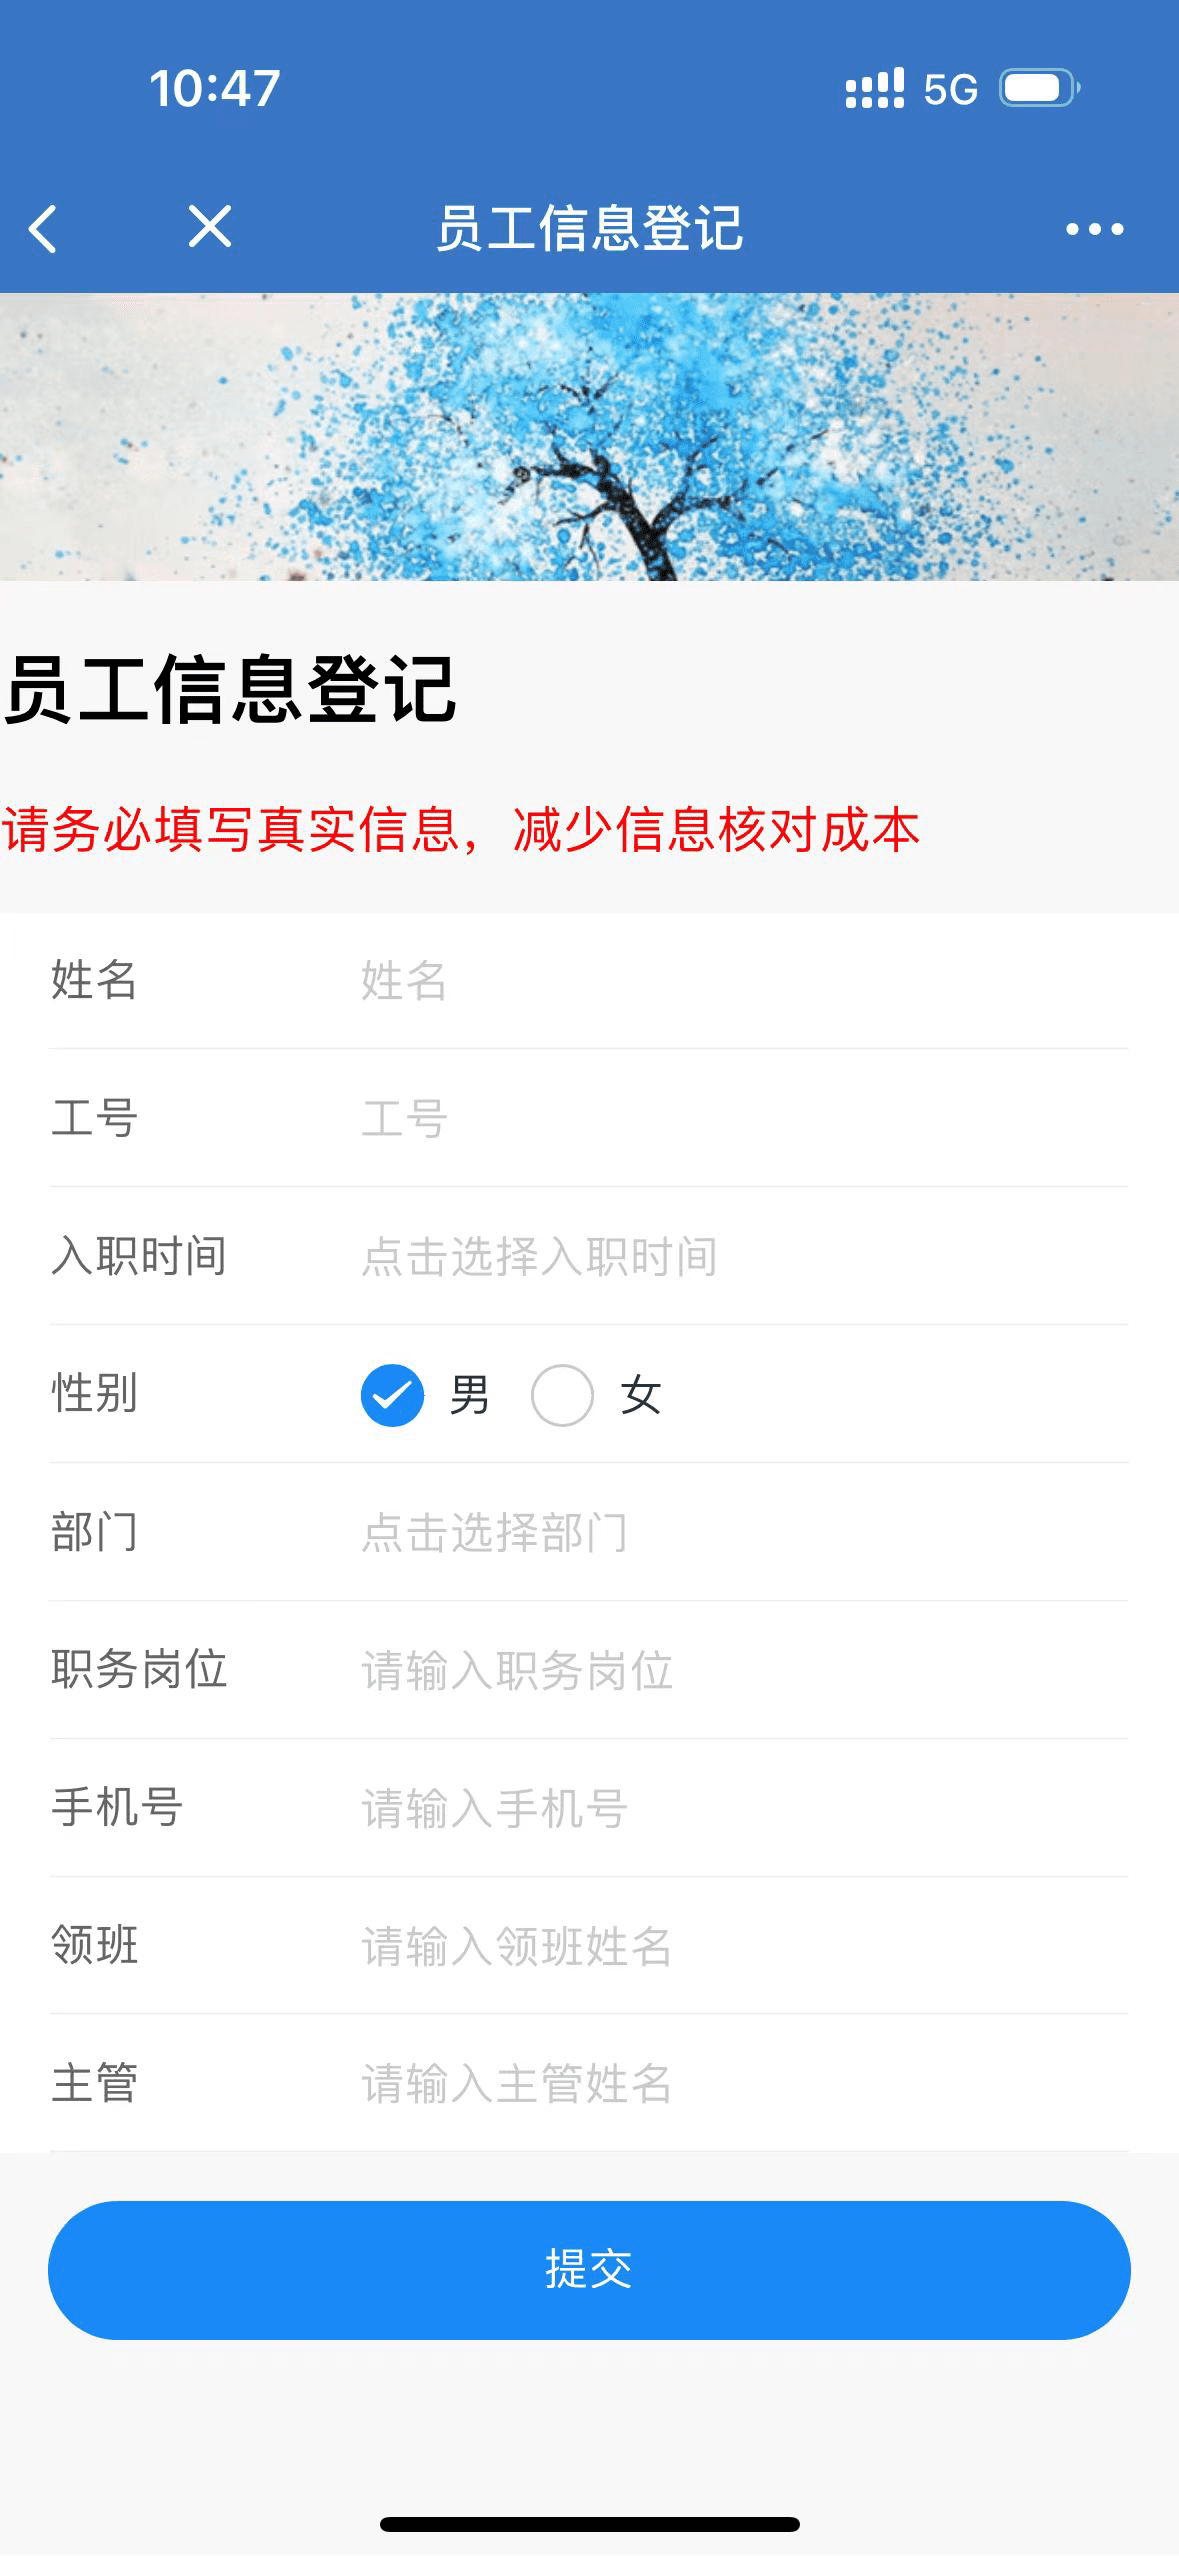 10:47 5G
员工信息登记
员工信息登记
请务必填写真实信息，减少信息核对成本
姓名 姓名
工号 工号
入职时间 点击选择入职时间
性别 男 女
部门 点击选择部门
职务岗位 请输入职务岗位
手机号 请输入手机号
领班 请输入领班姓名
主管 请输入主管姓名
提交